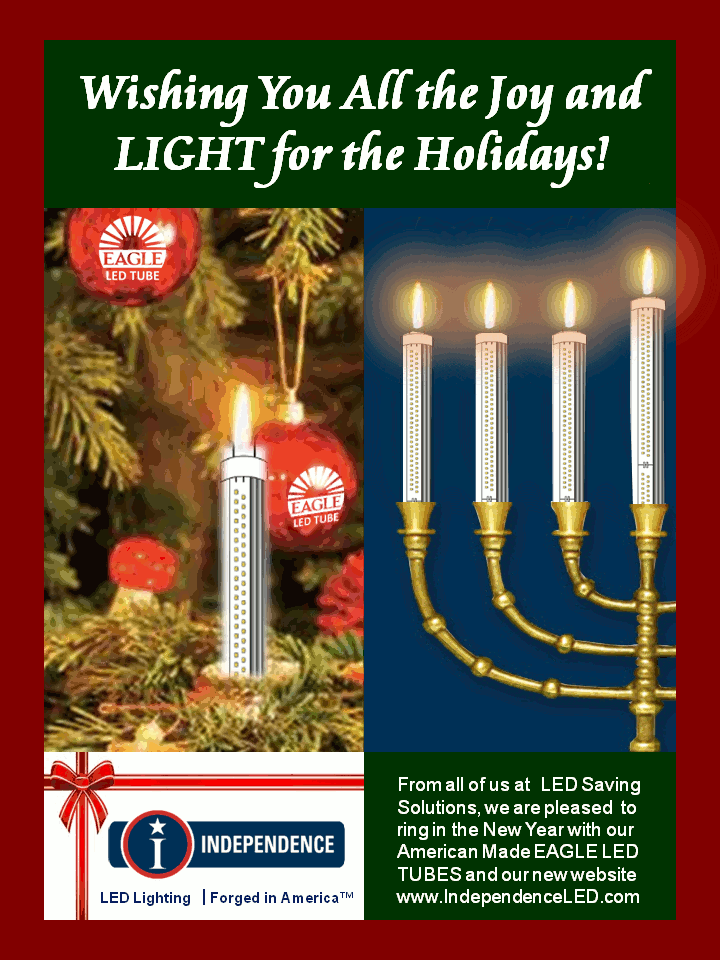 Wishing You All the Joy and
LIGHT for the Holidays!
EAGLE
LED TUBE
EAGLE
LED TUBE
i INDEPENDENCE
LED Lighting | Forged in America™
From all of us at LED Saving
Solutions, we are pleased to
ring in the New Year with our
American Made EAGLE LED
TUBES and our new website
www.IndependenceLED.com